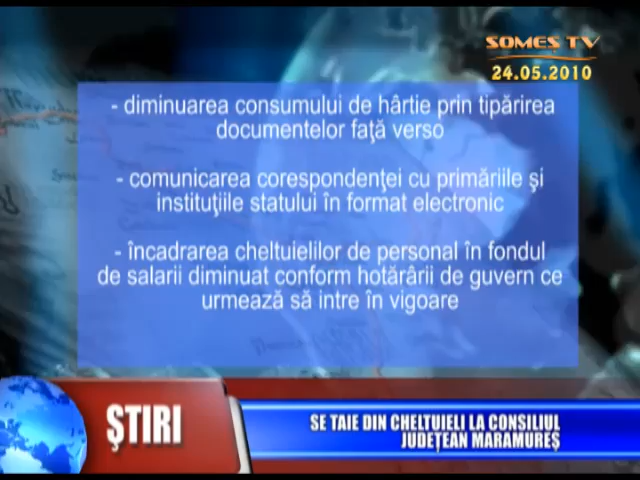 SOMEȘ TV
24.05.2010
- diminuarea consumului de hârtie prin tipărirea
documentelor faţă verso
- comunicarea corespondenţei cu primăriile şi
instituţiile statului în format electronic
- încadrarea cheltuielilor de personal în fondul
de salarii diminuat conform hotărârii de guvern ce
urmează să intre în vigoare
ŞTIRI
SE TAIE DIN CHELTUIELI LA CONSILIUL
JUDEŢEAN MARAMUREŞ